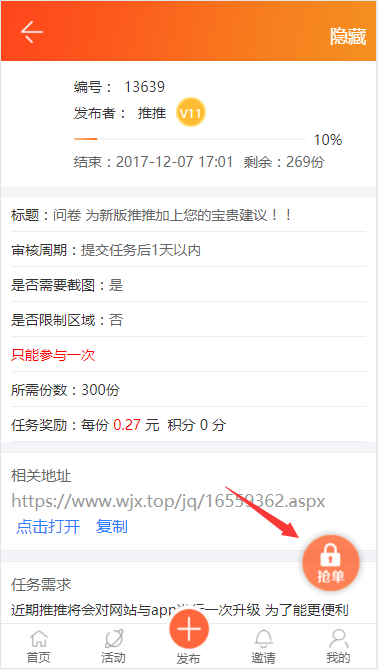 隐藏
编号： 13639
发布者： 推推 V11
10%
结束：2017-12-07 17:01 剩余：269份
标题：问卷 为新版推推加上您的宝贵建议！！
审核周期：提交任务后1天以内
是否需要截图：是
是否限制区域：否
只能参与一次
所需份数：300份
任务奖励：每份 0.27 元 积分 0 分
相关地址
https://www.wjx.top/jq/16559362.aspx
点击打开 复制
抢单
任务需求
近期推推将会对网站与app进行一次升级 为了能更便利
首页 活动 发布 邀请 我的